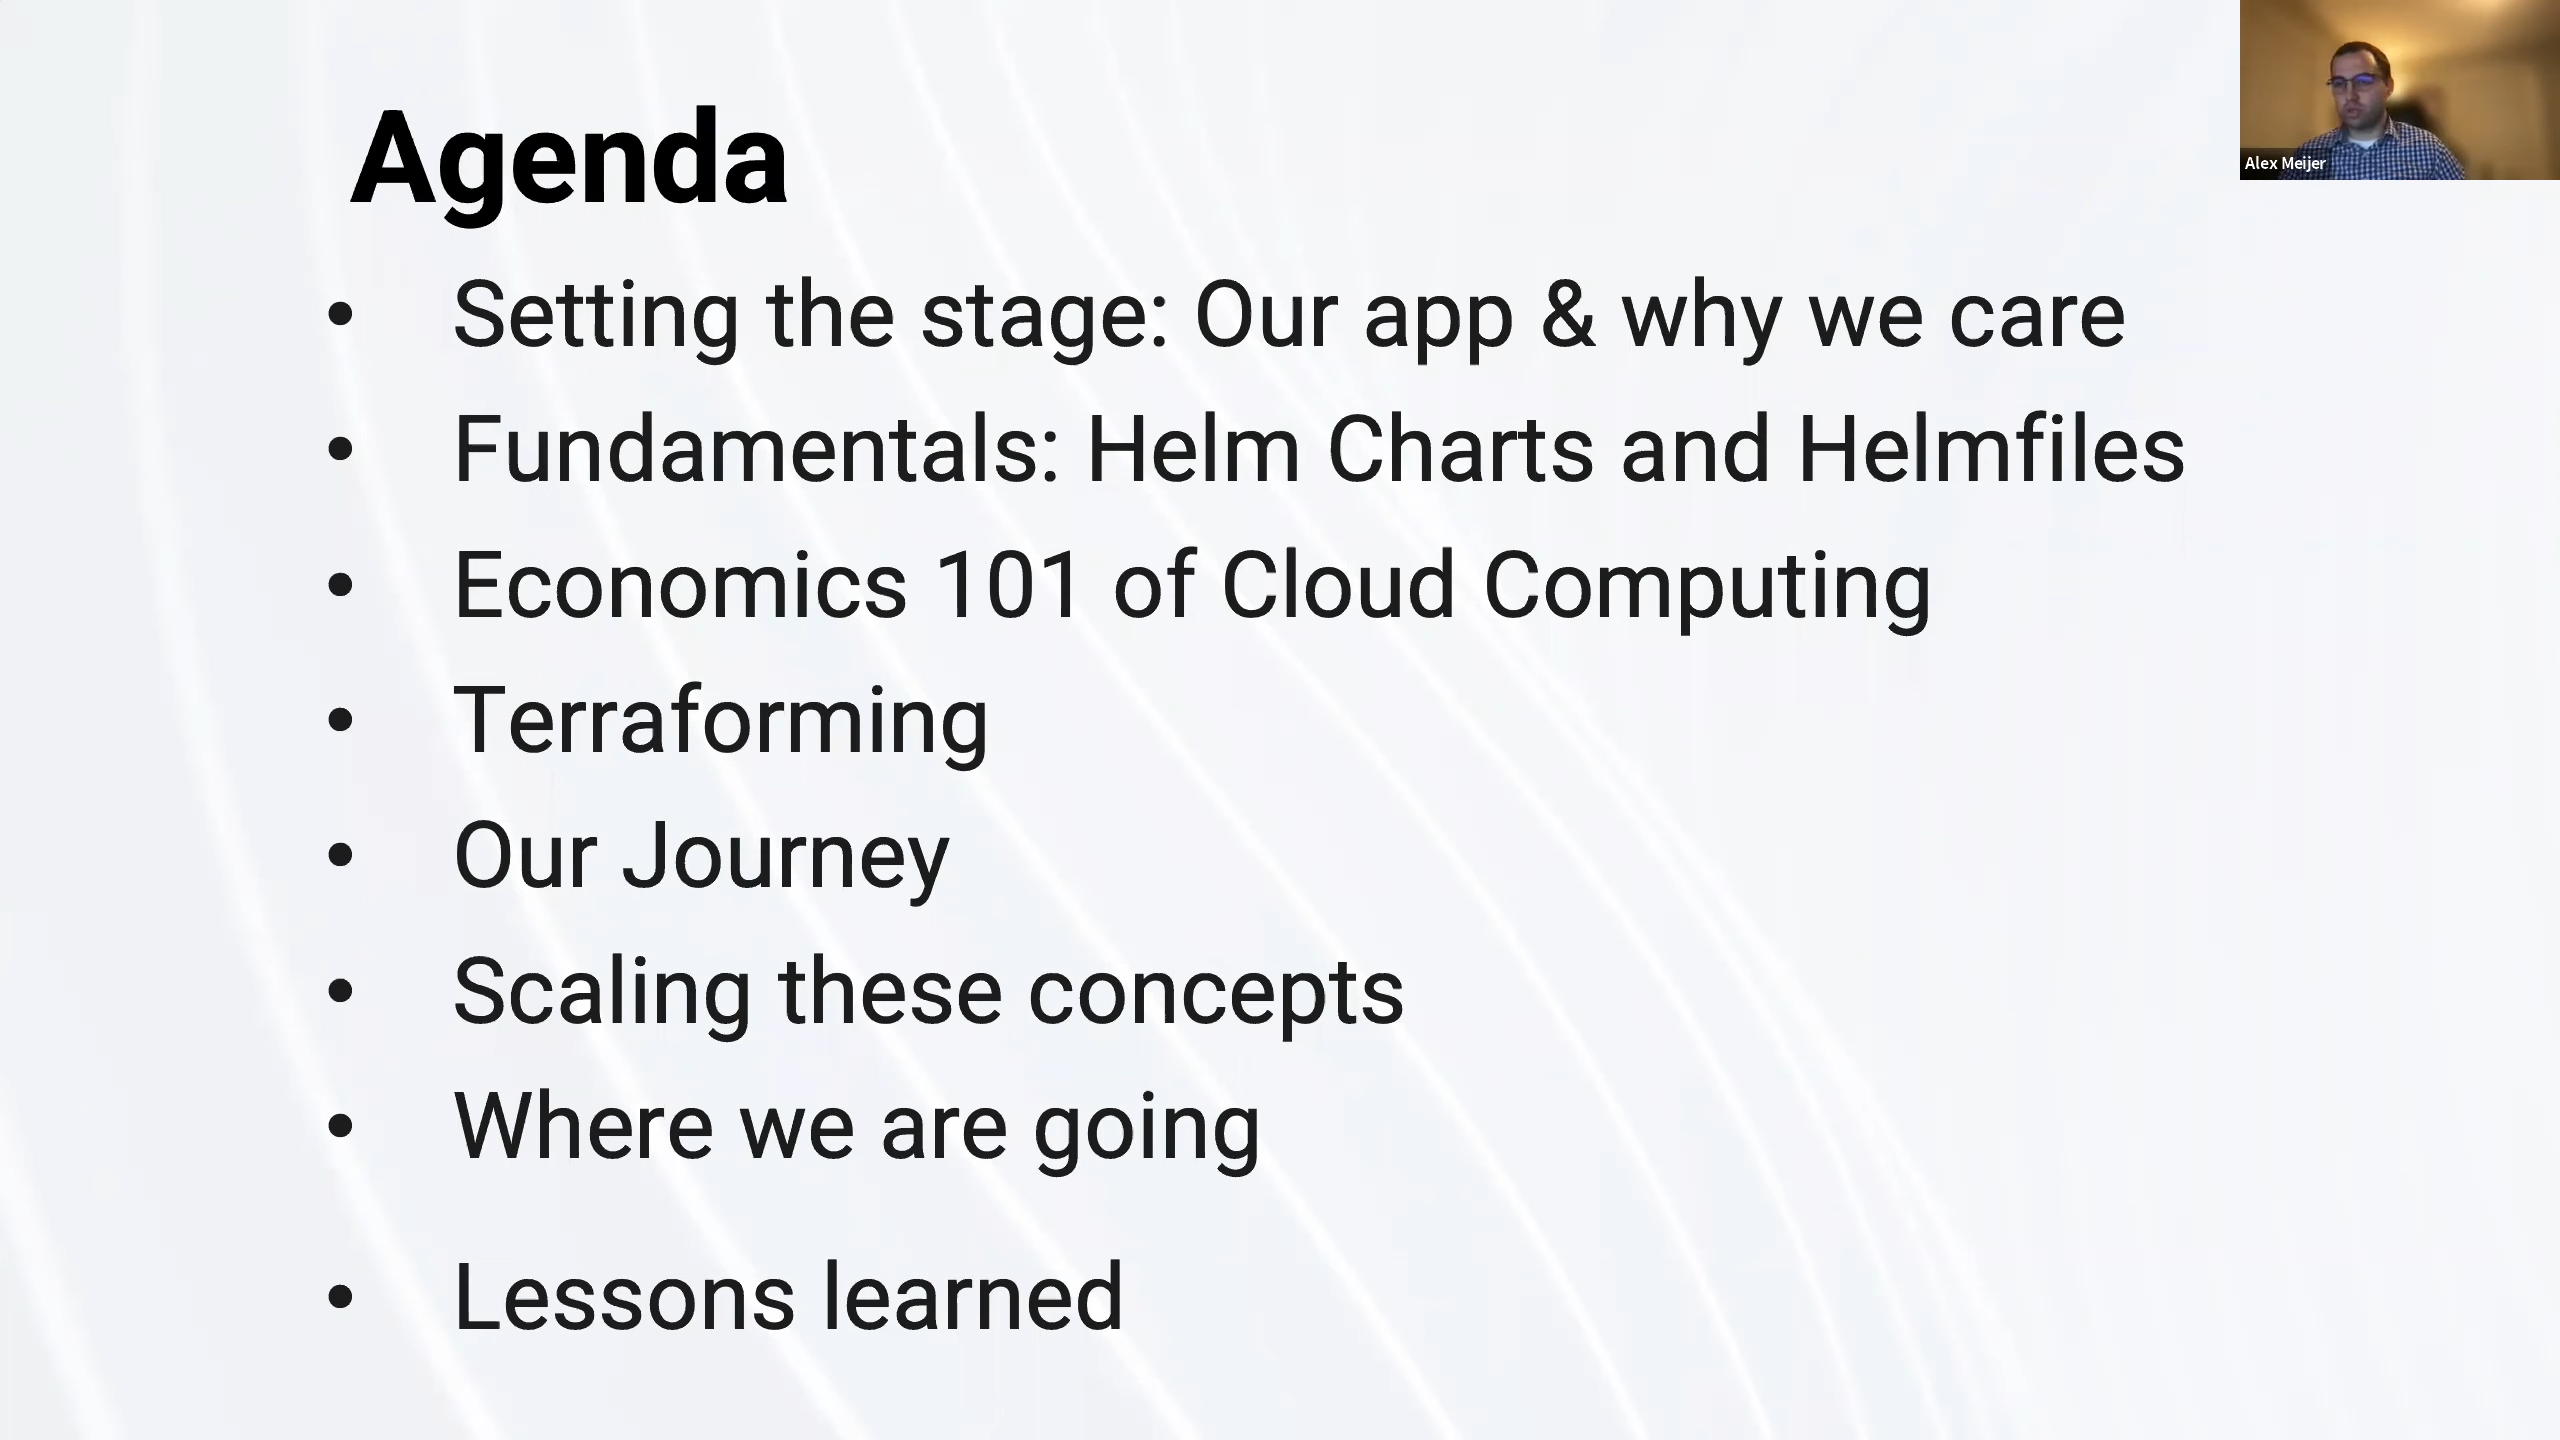 Agenda
• Setting the stage: Our app & why we care
• Fundamentals: Helm Charts and Helmfiles
• Economics 101 of Cloud Computing
• Terraforming
• Our Journey
• Scaling these concepts
• Where we are going
• Lessons learned
Alex Meijer